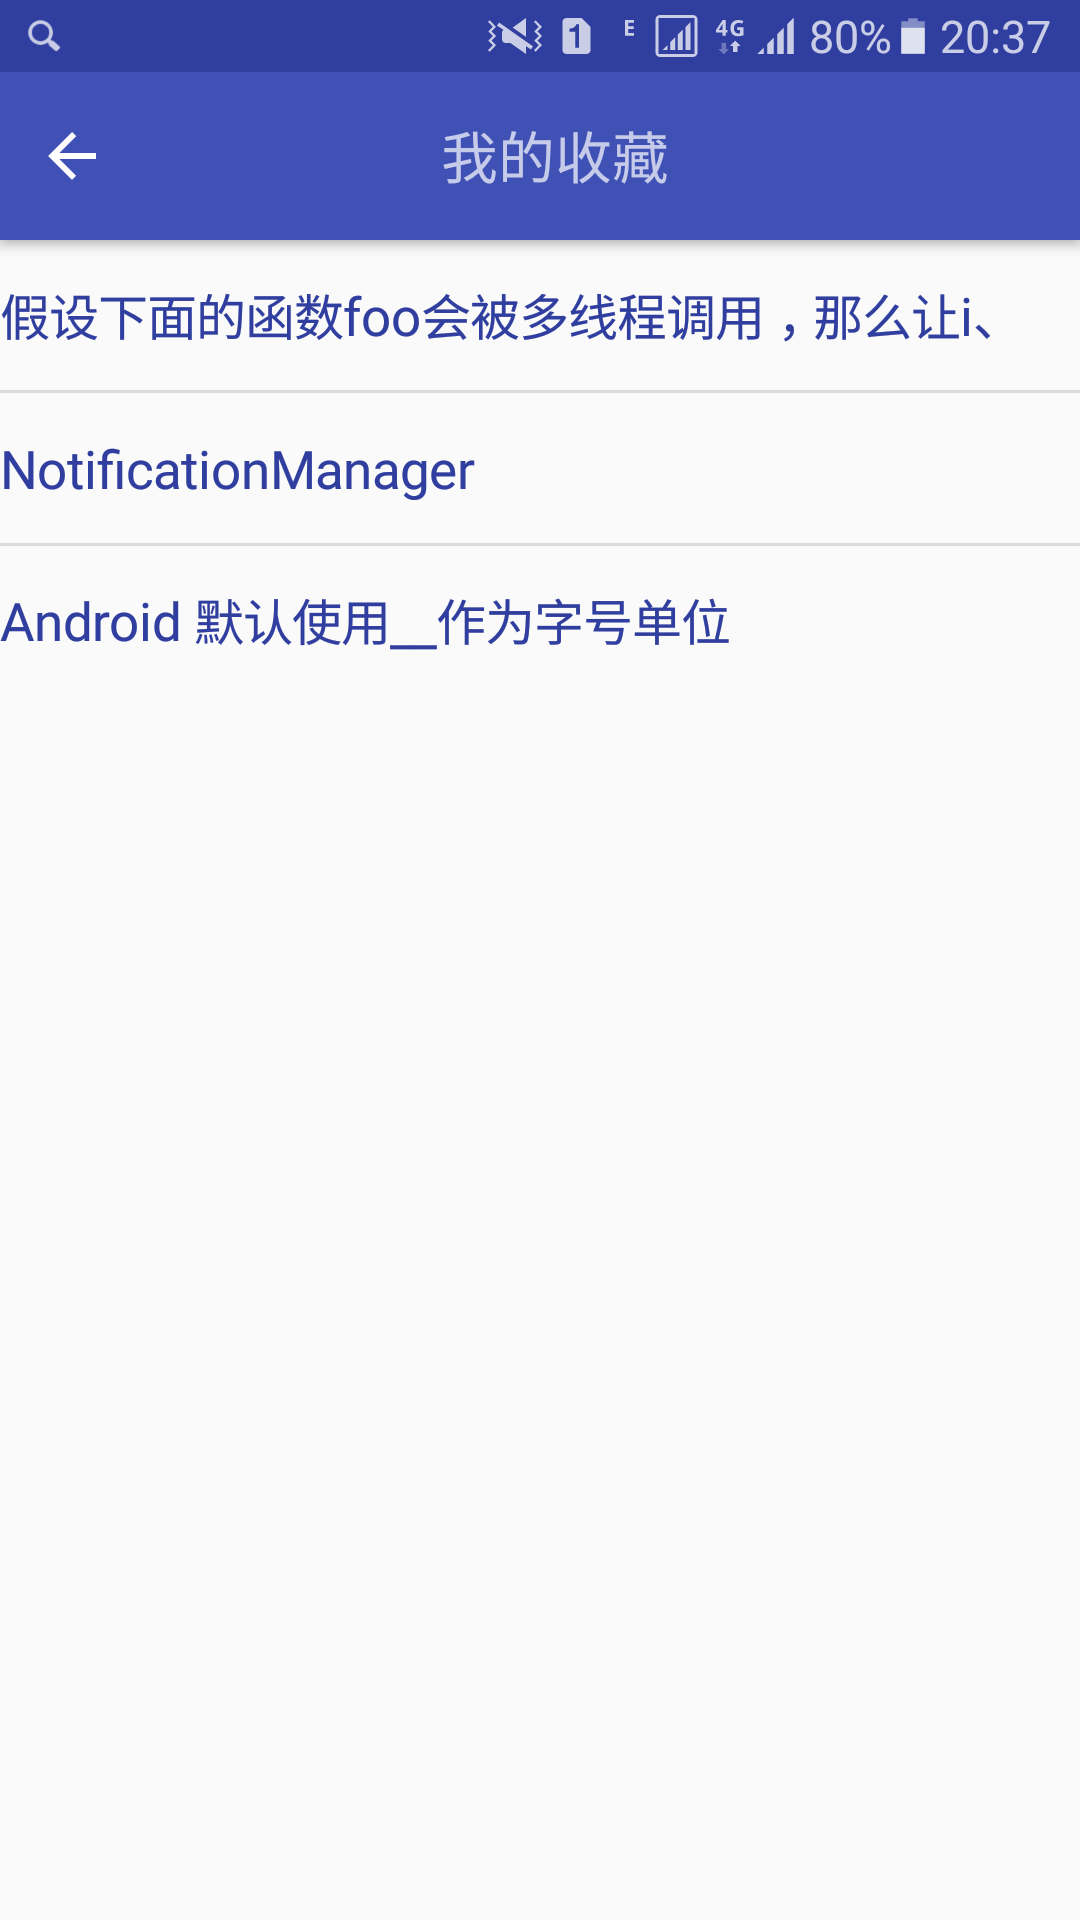 E 4G 80% 20:37
我的收藏
假设下面的函数foo会被多线程调用，那么让i、
NotificationManager
Android 默认使用__作为字号单位